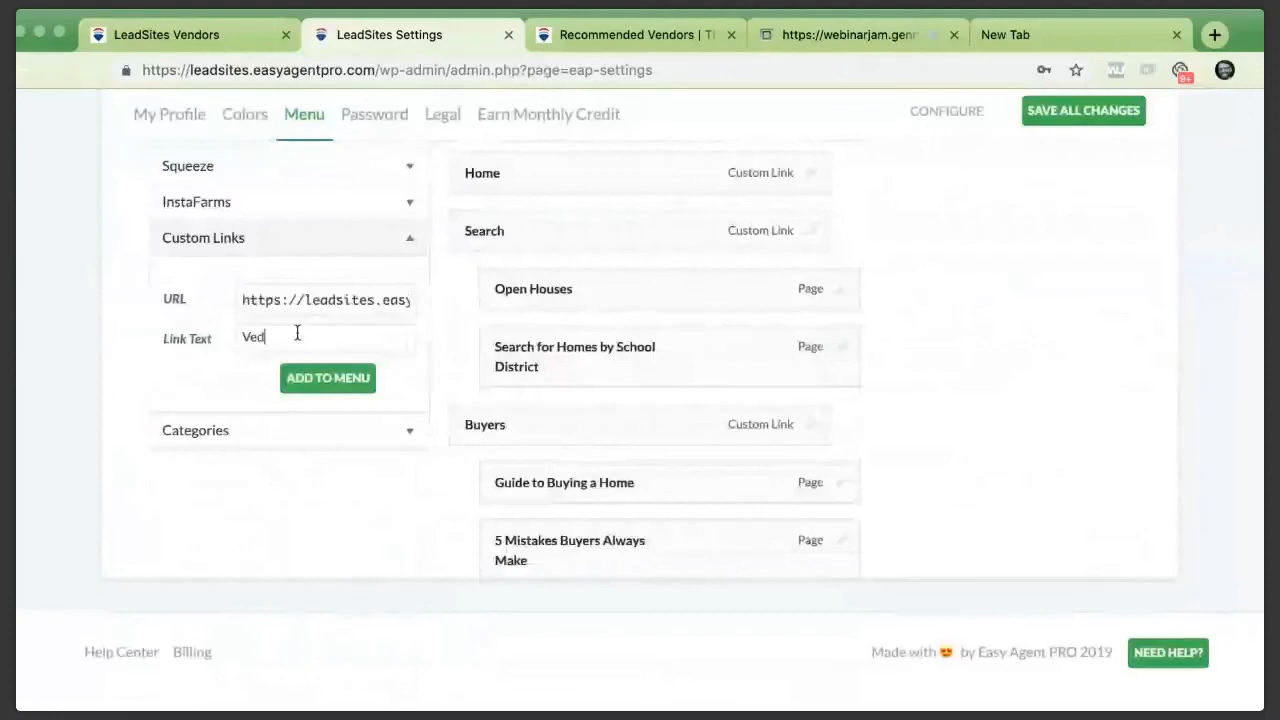 LeadSites Vendors
LeadSites Settings
Recommended Vendors | Tl
https://webinarjam.genr
New Tab
https://leadsites.easyagentpro.com/wp-admin/admin.php?page=eap-settings
9+
My Profile Colors Menu Password Legal Earn Monthly Credit
CONFIGURE
SAVE ALL CHANGES
Squeeze
InstaFarms
Custom Links
URL https://leadsites.easy
Link Text Ved
ADD TO MENU
Categories
Home Custom Link
Search Custom Link
Open Houses Page
Search for Homes by School Page
District
Buyers Custom Link
Guide to Buying a Home Page
5 Mistakes Buyers Always Page
Make
Help Center Billing
Made with 😍 by Easy Agent PRO 2019
NEED HELP?